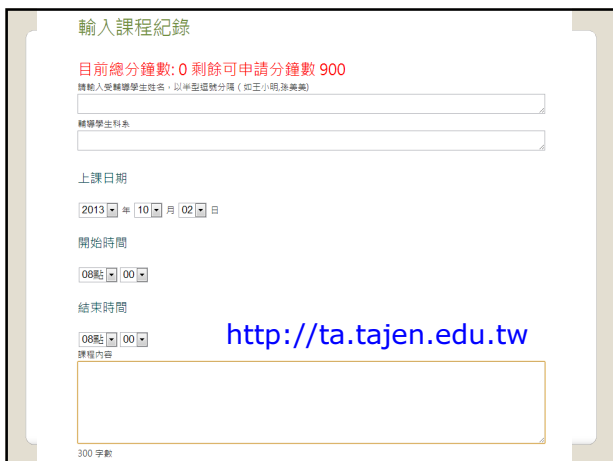 輸入課程紀錄
目前總分鐘數: 0 剩餘可申請分鐘數 900
請輸入受輔導學生姓名，以半型逗號分隔 ( 如王小明,張美美)
輔導學生科系
上課日期
2013 年 10 月 02 日
開始時間
08點 00
結束時間
08點 00
http://ta.tajen.edu.tw
課程內容
300 字數